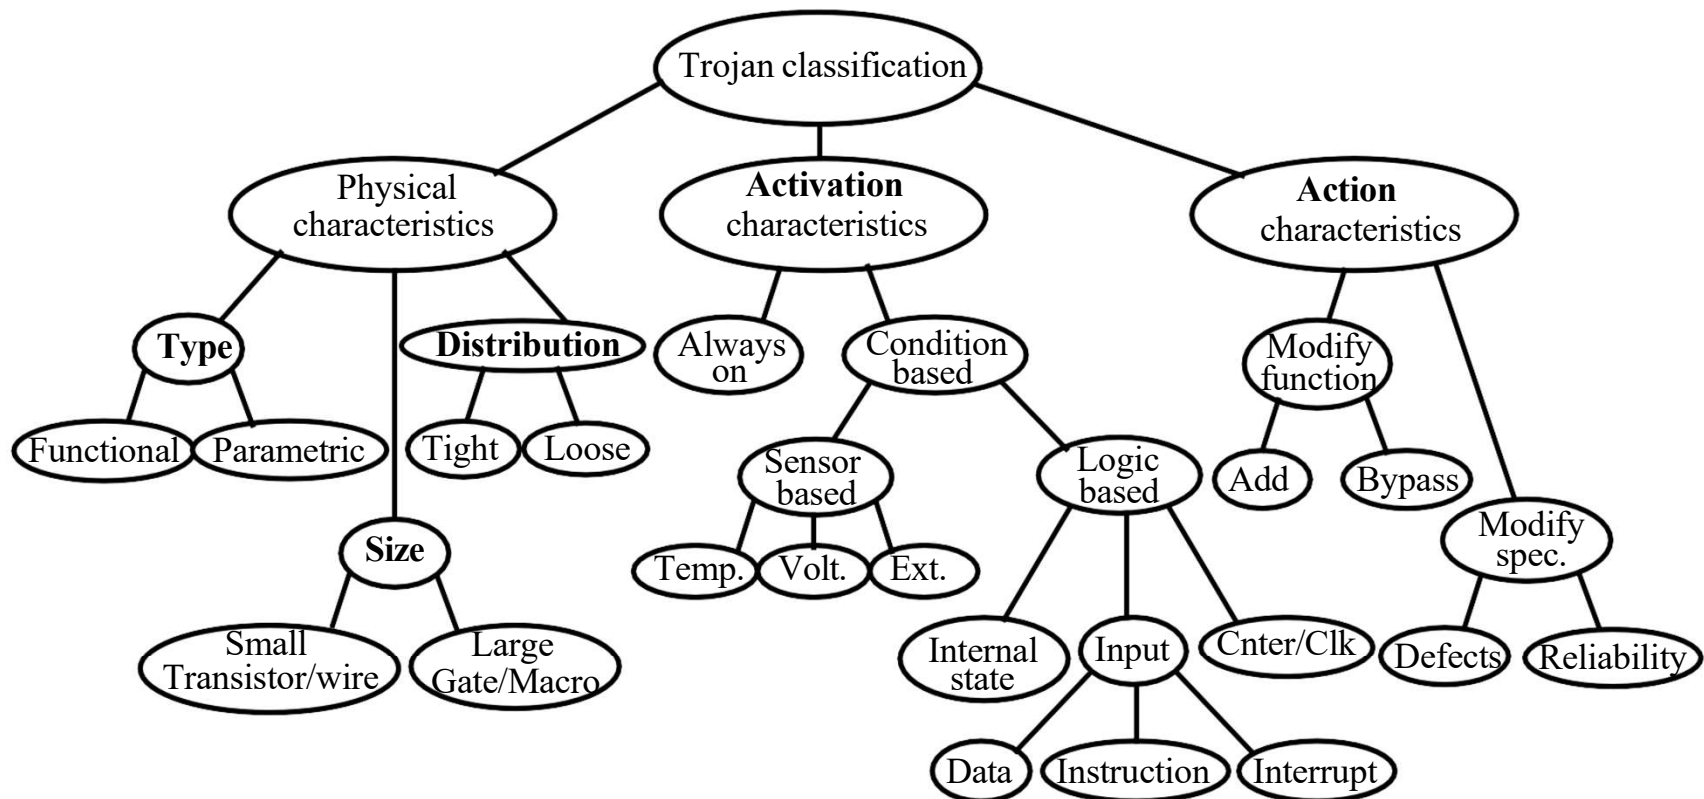 Trojan classification
Physical
characteristics
Activation
characteristics
Action
characteristics
Type
Distribution
Always
on
Condition
based
Modify
function
Functional
Parametric
Tight
Loose
Sensor
based
Logic
based
Add
Bypass
Size
Temp.
Volt.
Ext.
Modify
spec.
Small
Transistor/wire
Large
Gate/Macro
Internal
state
Input
Cnter/Clk
Defects
Reliability
Data
Instruction
Interrupt